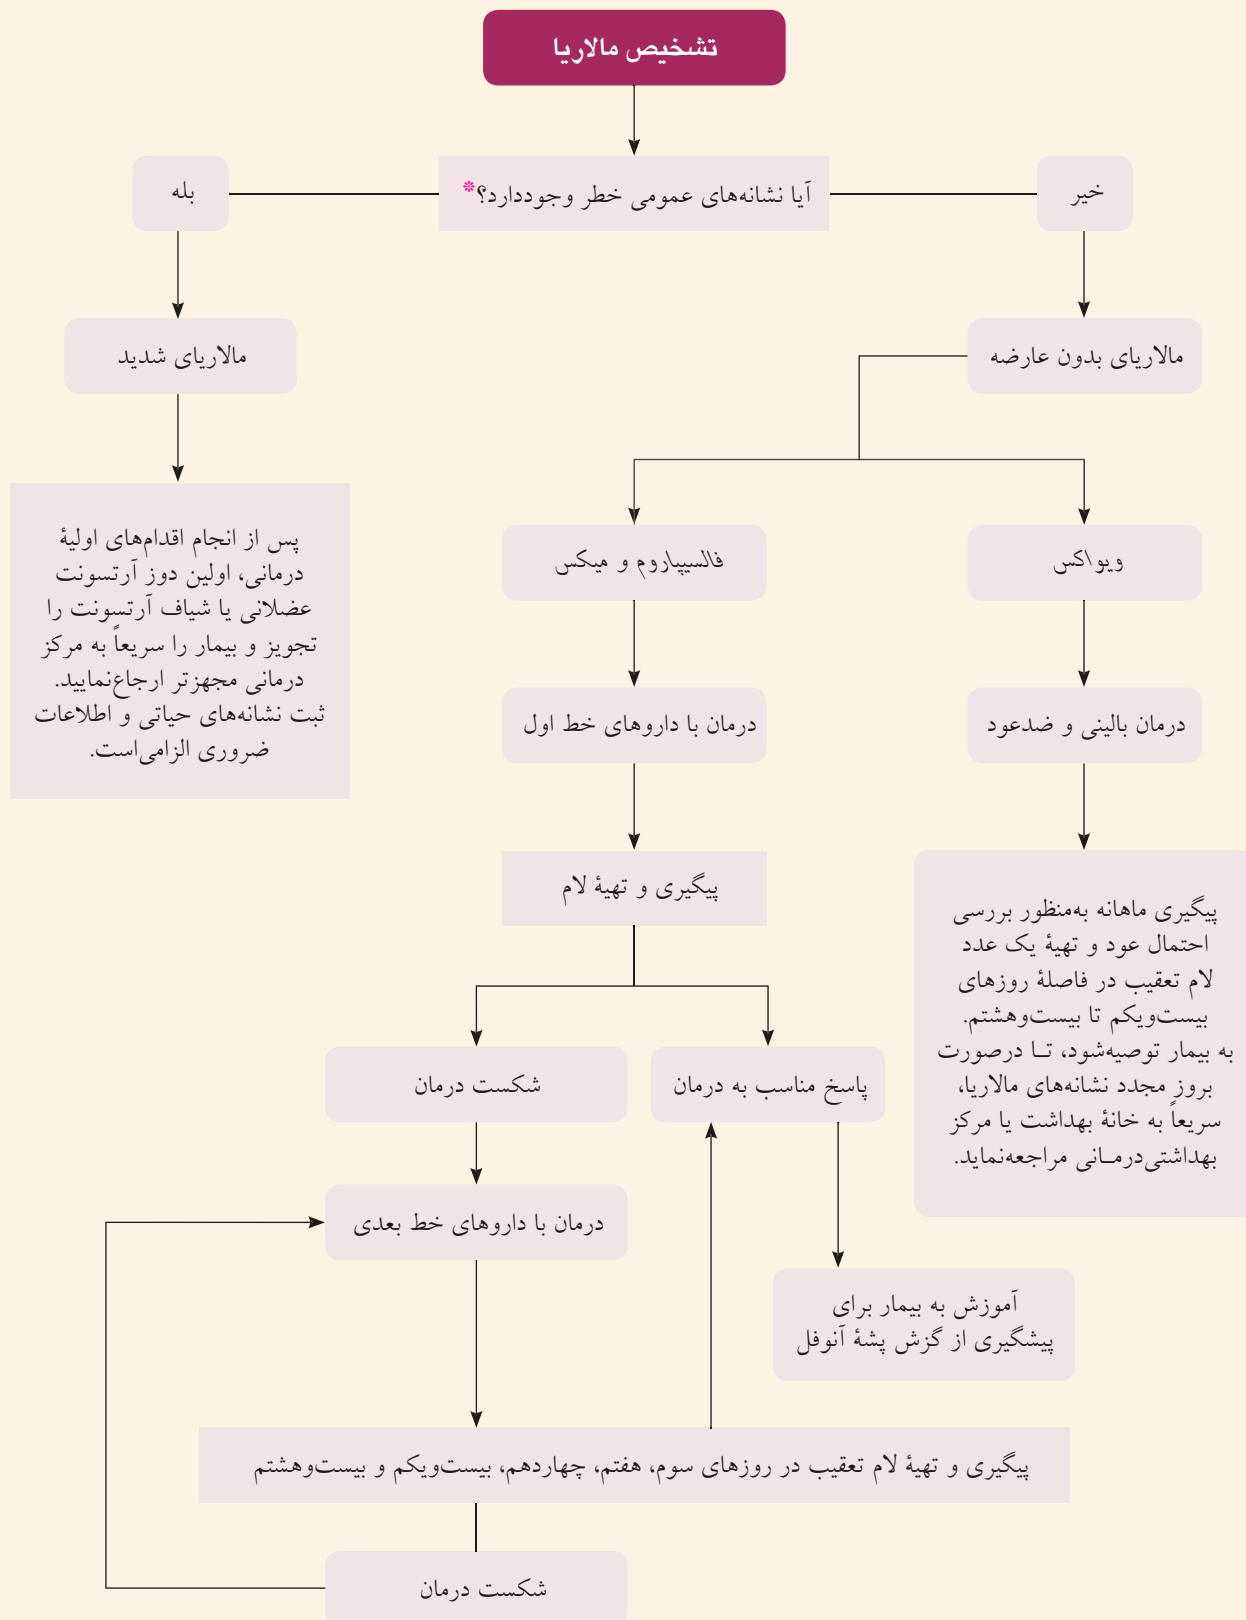 تشخیص مالاریا
آیا نشانه‌های عمومی خطر وجوددارد؟*
خیر
بله
مالاریای بدون عارضه
مالاریای شدید
ویواکس
فالسیپاروم و میکس
پس از انجام اقدام‌های اولیهٔ
درمانی، اولین دوز آرتسونت
عضلانی یا شیاف آرتسونت را
تجویز و بیمار را سریعاً به مرکز
درمانی مجهزتر ارجاع‌نمایید.
ثبت نشانه‌های حیاتی و اطلاعات
ضروری الزامی‌است.
درمان بالینی و ضدعود
درمان با داروهای خط اول
پیگیری و تهیهٔ لام
پیگیری ماهانه به‌منظور بررسی
احتمال عود و تهیهٔ یک عدد
لام تعقیب در فاصلهٔ روزهای
بیست‌ویکم تا بیست‌وهشتم.
به بیمار توصیه‌شود، تـا درصورت
بروز مجدد نشانه‌های مالاریا،
سریعاً به خانهٔ بهداشت یا مرکز
بهداشتی‌درمـانی مراجعه‌نماید.
پاسخ مناسب به درمان
شکست درمان
درمان با داروهای خط بعدی
آموزش به بیمار برای
پیشگیری از گزش پشهٔ آنوفل
پیگیری و تهیهٔ لام تعقیب در روزهای سوم، هفتم، چهاردهم، بیست‌ویکم و بیست‌وهشتم
شکست درمان